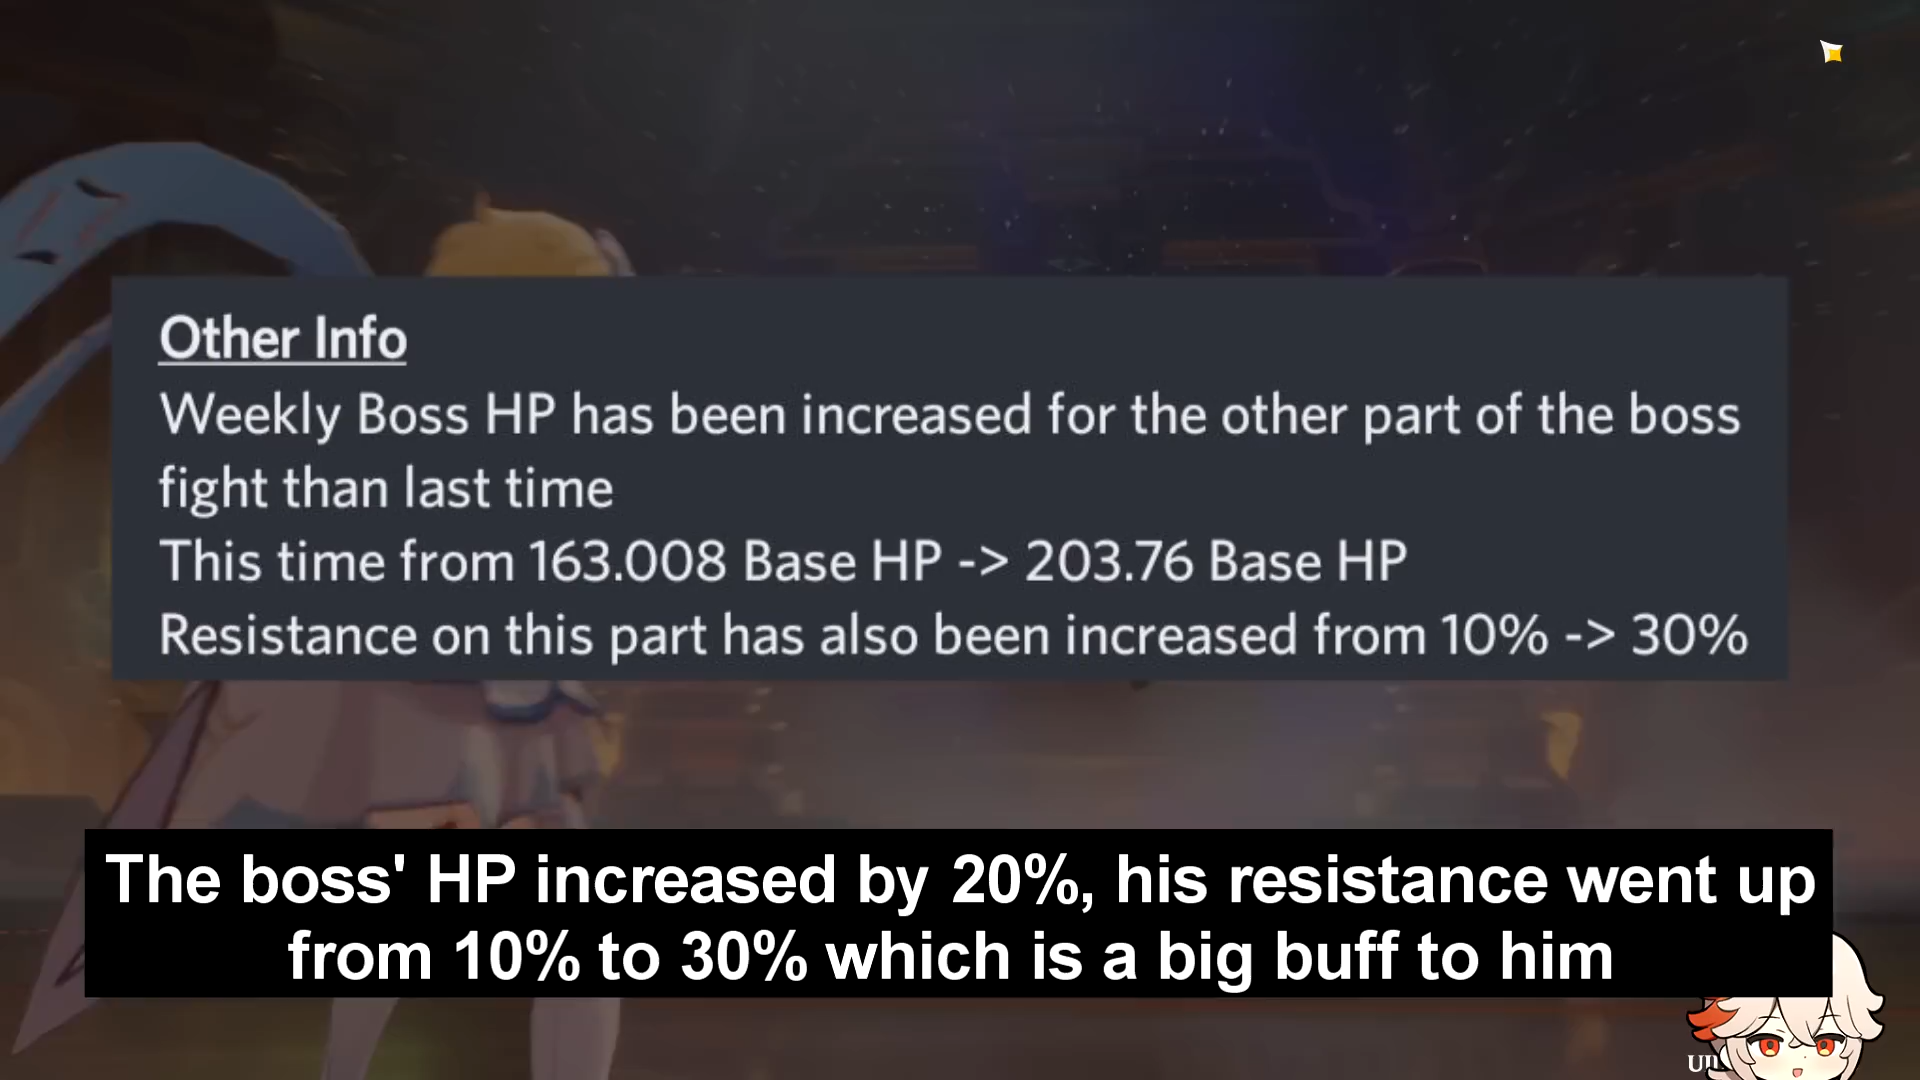 Other Info
Weekly Boss HP has been increased for the other part of the boss
fight than last time
This time from 163.008 Base HP -> 203.76 Base HP
Resistance on this part has also been increased from 10% -> 30%
The boss' HP increased by 20%, his resistance went up
from 10% to 30% which is a big buff to him